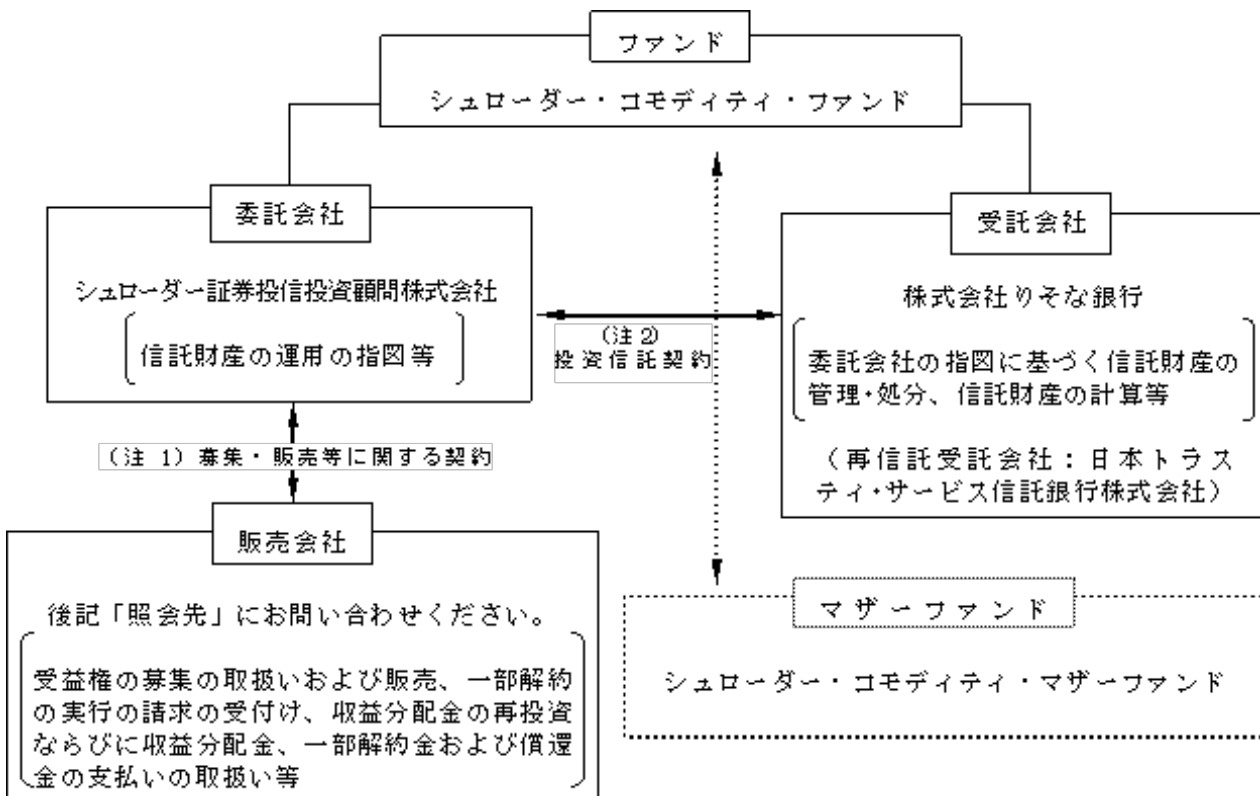 ファンド
シュローダー・コモディティ・ファンド
委託会社
シュローダー証券投信投資顧問株式会社
信託財産の運用の指図等
(注2)
投資信託契約
受託会社
株式会社りそな銀行
委託会社の指図に基づく信託財産の
管理・処分、信託財産の計算等
(再信託受託会社:日本トラス
ティ・サービス信託銀行株式会社)
(注1)募集・販売等に関する契約
販売会社
後記「照会先」にお問い合わせください。
受益権の募集の取扱いおよび販売、一部解約
の実行の請求の受付け、収益分配金の再投資
ならびに収益分配金、一部解約金および償還
金の支払いの取扱い等
マザーファンド
シュローダー・コモディティ・マザーファンド